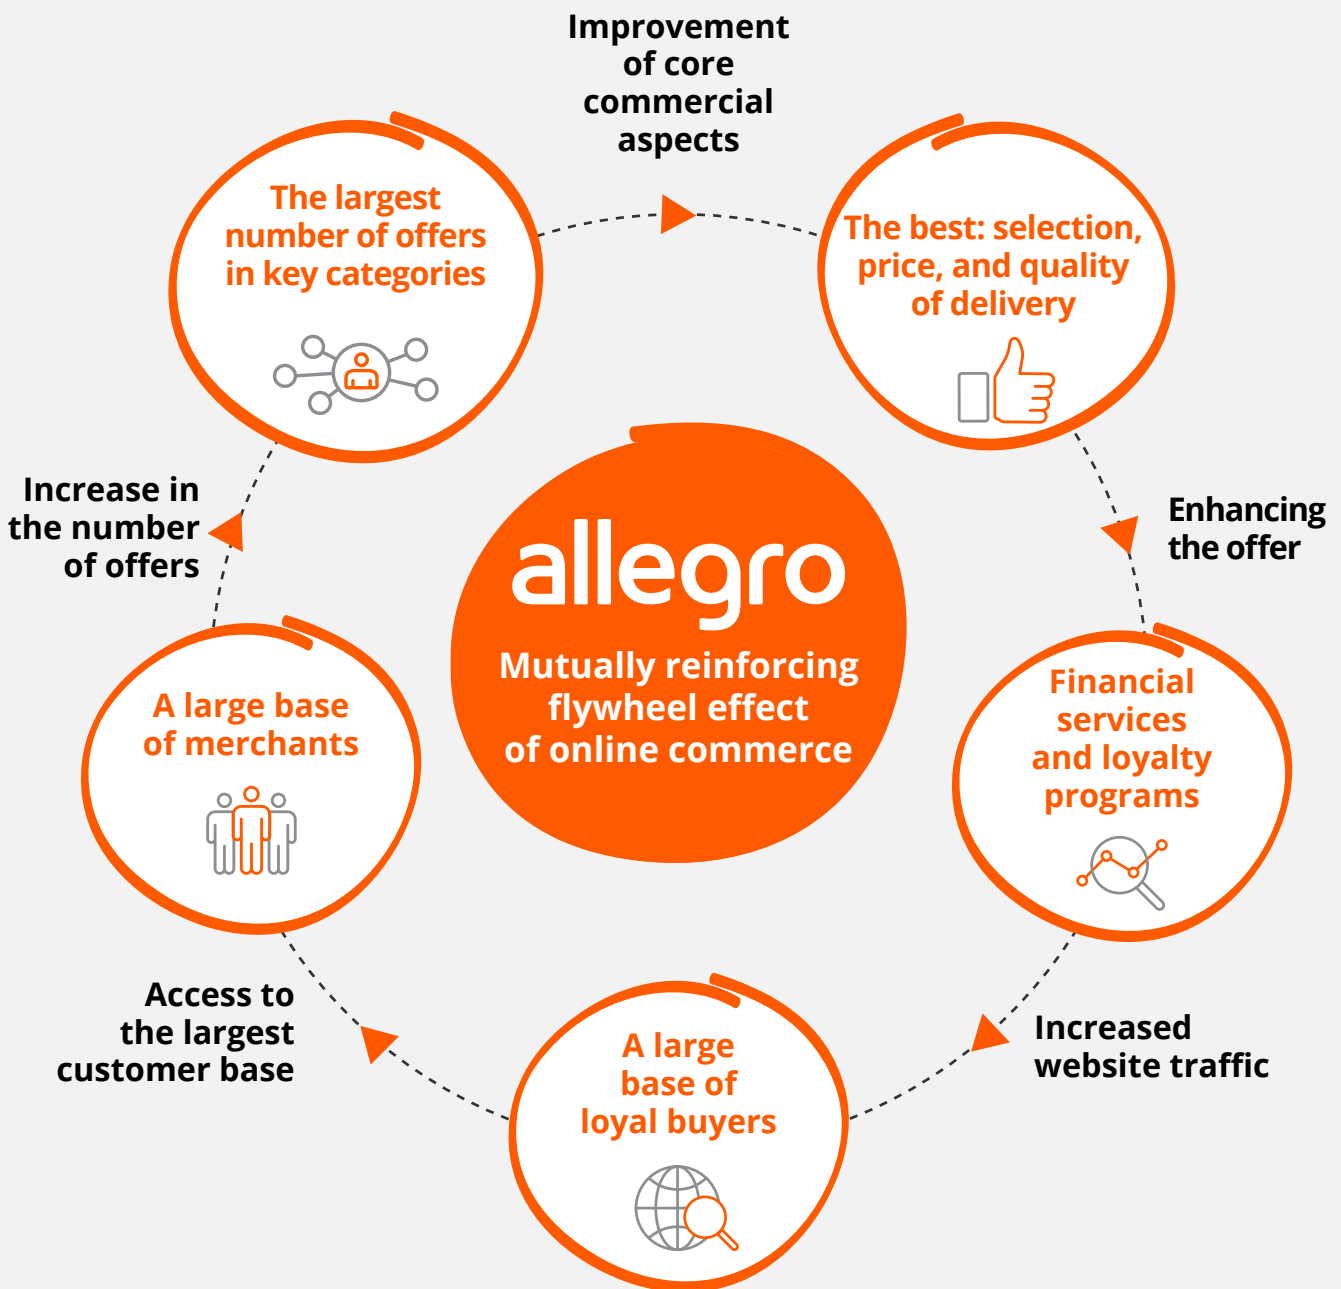 Improvement
of core
commercial
aspects
The largest
number of offers
in key categories
The best: selection,
price, and quality
of delivery
Increase in
the number
of offers
Enhancing
the offer
allegro
Mutually reinforcing
flywheel effect
of online commerce
A large base
of merchants
Financial
services
and loyalty
programs
Access to
the largest
customer base
Increased
website traffic
A large
base of
loyal buyers